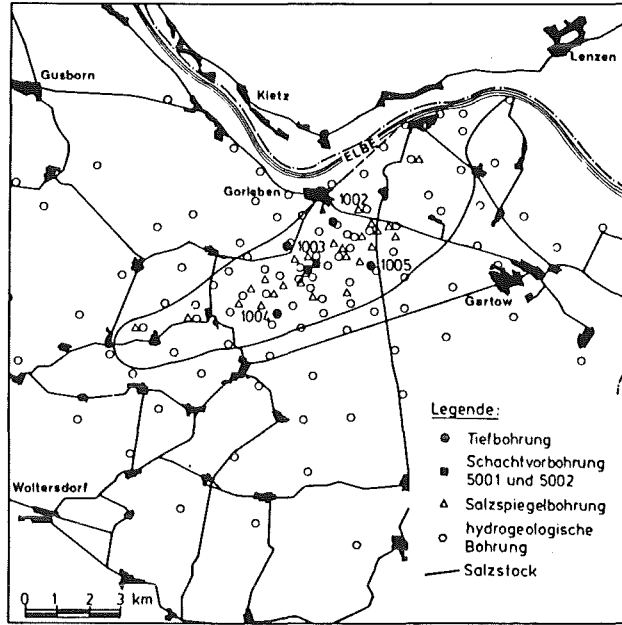 Lenzen
Gusborn
Kietz
ELBE
Gorleben
1002
1003
1005
Gartow
1004
Legende:
Tiefbohrung
Schachtvorbohrung
5001 und 5002
Woltersdorf
Salzspiegelbohrung
hydrogeologische
Bohrung
Salzstock
0 1 2 3 km